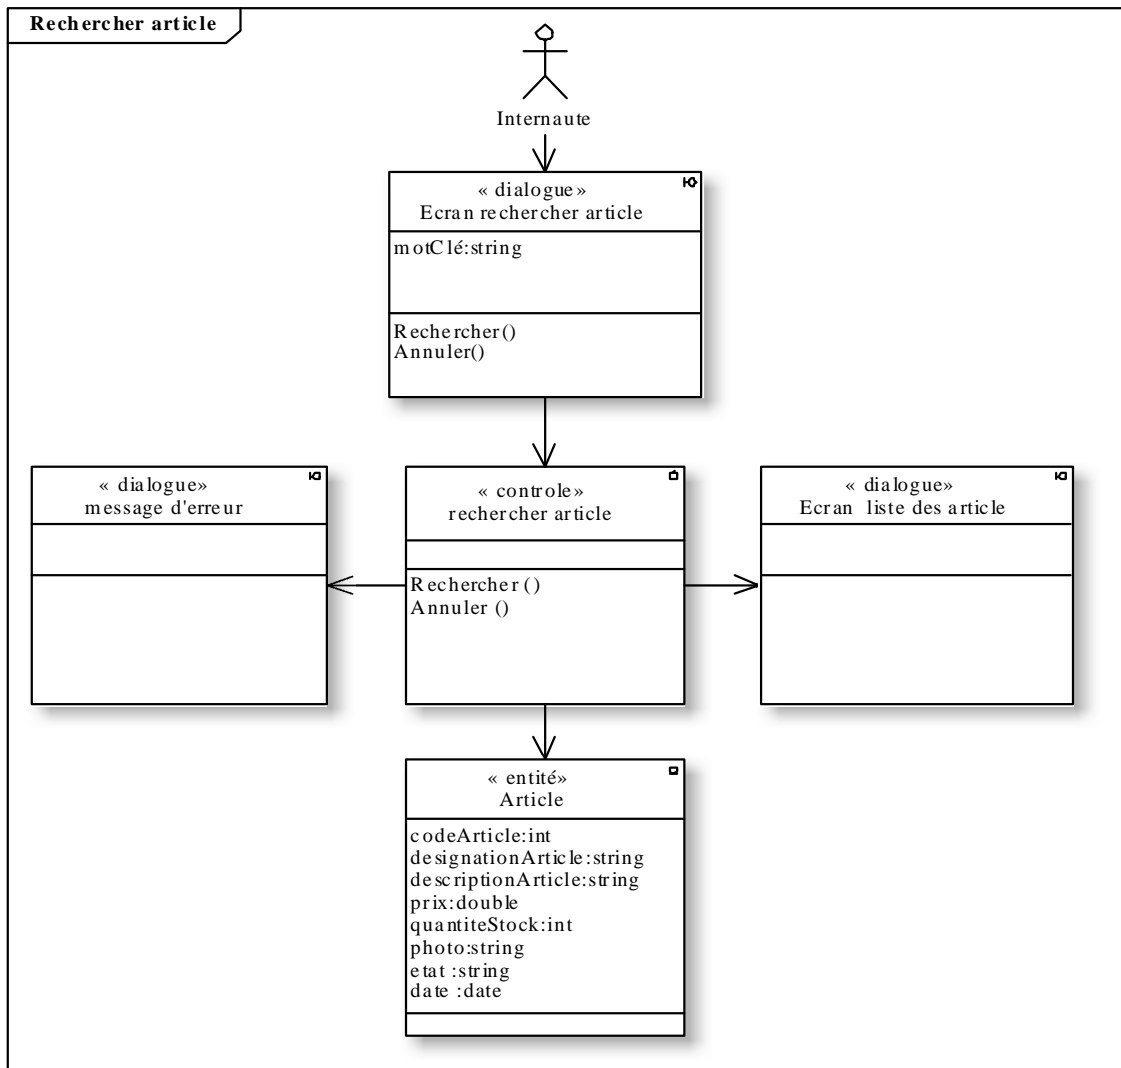 Rechercher article
Internaute
« dialogue»
Ecran rechercher article
motClé:string
Rechercher()
Annuler()
« dialogue»
message d'erreur
« controle»
rechercher article
Rechercher ()
Annuler ()
« dialogue»
Ecran liste des article
« entité»
Article
codeArticle:int
designationArticle:string
descriptionArticle:string
prix:double
quantiteStock:int
photo:string
etat :string
date :date